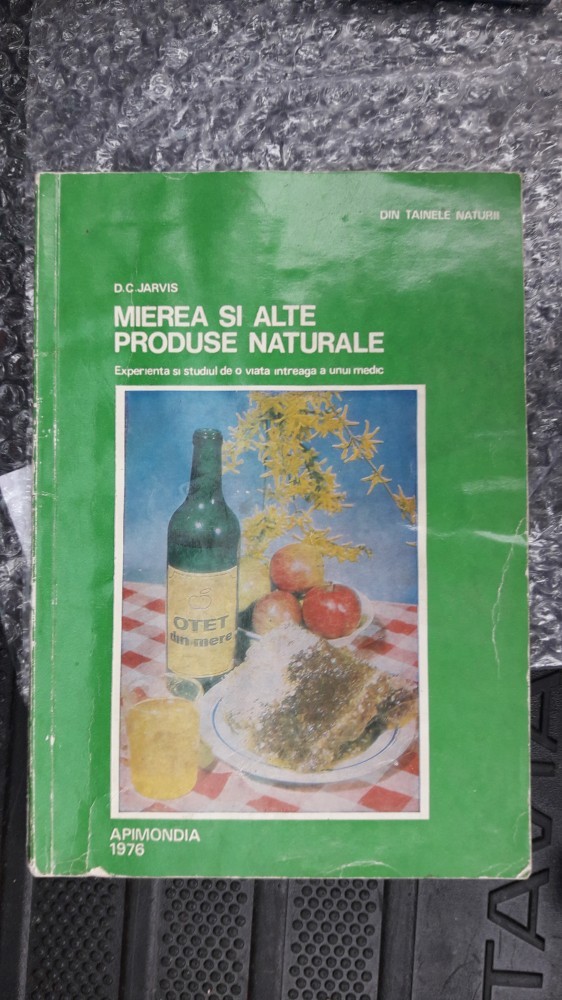 DIN TAINELE NATURII
D.C. JARVIS
MIEREA SI ALTE
PRODUSE NATURALE
Experienta si studiul de o viata intreaga a unui medic
OTET
din mere
APIMONDIA
1976
TAVIA